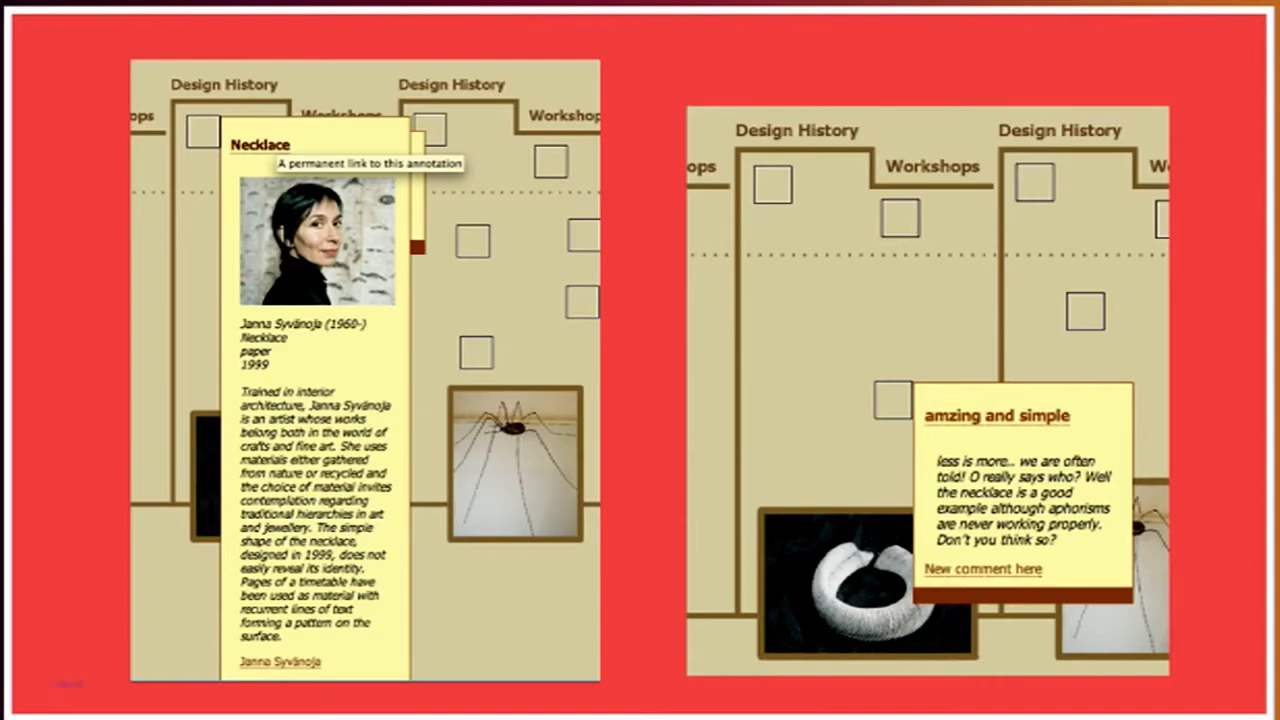 Design History
Design History
ops
Workshops
Workshop
Necklace
A permanent link to this annotation
Janna Syvänoja (1960-)
Necklace
paper
1999
Trained in interior
architecture, Janna Syvänoja
is an artist whose works
belong both in the world of
crafts and fine art. She uses
materials either gathered
from nature or recycled and
the choice of material invites
contemplation regarding
traditional hierarchies in art
and jewellery. The simple
shape of the necklace,
designed in 1999, does not
easily reveal its identity.
Pages of a timetable have
been used as material with
recurrent lines of text
forming a pattern on the
surface.
Janna Syvänoja
Design History
Design History
ops
Workshops
W
amzing and simple
less is more.. we are often
told! O really says who? Well
the necklace is a good
example although aphorisms
are never working properly.
Don't you think so?
New comment here